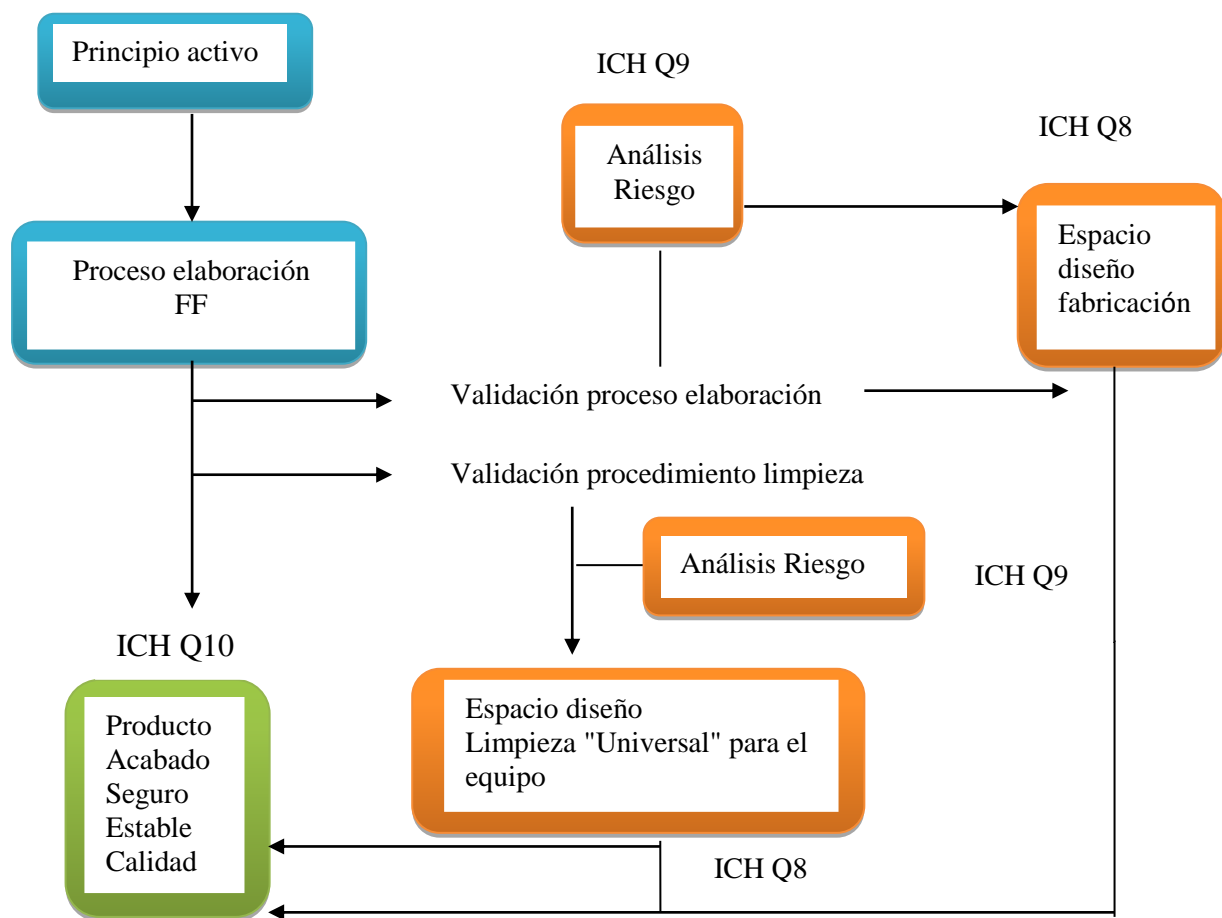 Principio activo
ICH Q9
ICH Q8
Análisis
Riesgo
Espacio
diseño
fabricación
Proceso elaboración
FF
Validación proceso elaboración
Validación procedimiento limpieza
Análisis Riesgo
ICH Q9
ICH Q10
Producto
Acabado
Seguro
Estable
Calidad
Espacio diseño
Limpieza "Universal" para el
equipo
ICH Q8